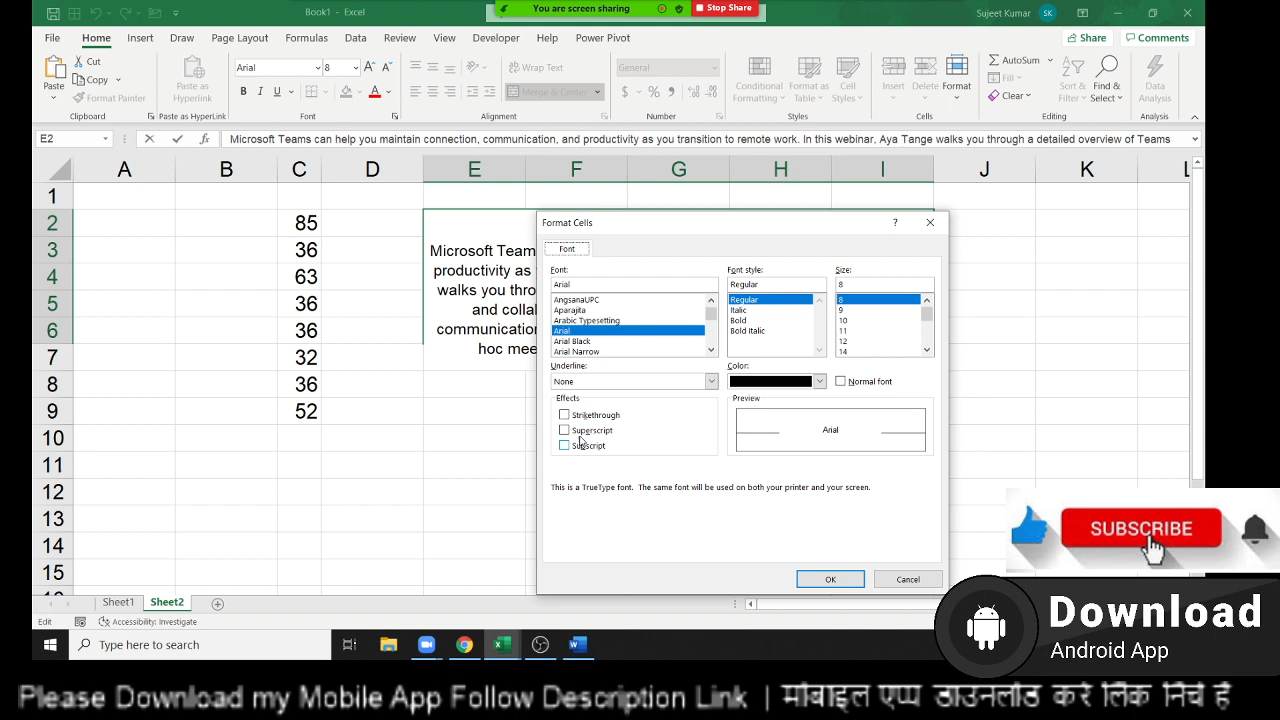 Book1 - Excel
You are screen sharing
Stop Share
Sujeet Kumar
SK
File Home Insert Draw Page Layout Formulas Data Review View Developer Help Power Pivot
Share
Comments
Paste
Cut
Copy
Format Painter
Clipboard
Paste as Hyperlink
Paste as Hyperlink
Arial
8
B I U
Font
Wrap Text
Merge & Center
Alignment
General
$ %
Number
Conditional Formatting
Format as Table
Cell Styles
Styles
Insert Delete Format
Cells
AutoSum
Fill
Clear
Sort & Filter
Find & Select
Editing
Data Analysis
Analysis
E2
fx
Microsoft Teams can help you maintain connection, communication, and productivity as you transition to remote work. In this webinar, Aya Tange walks you through a detailed overview of Teams
A B C D E F G H I J K L
1
2 85
3 36
4 63
5 36
6 36
7 32
8 36
9 52
10
11
12
13
14
15
Microsoft Team
productivity as
walks you thro
and colla
communication
hoc mee
Format Cells
?
Font
Font:
Arial
AngsanaUPC
Aparajita
Arabic Typesetting
Arial
Arial Black
Arial Narrow
Font style:
Regular
Regular
Italic
Bold
Bold Italic
Size:
8
8
9
10
11
12
14
Underline:
None
Color:
Normal font
Effects
Strikethrough
Superscript
Subscript
Preview
Arial
This is a TrueType font. The same font will be used on both your printer and your screen.
OK
Cancel
Sheet1
Sheet2
Edit
Accessibility: Investigate
Type here to search
SUBSCRIBE
Download
Android App
Please Download my Mobile App Follow Description Link | मोबाइल एप्प डाउनलोड करे लिंक निचे है